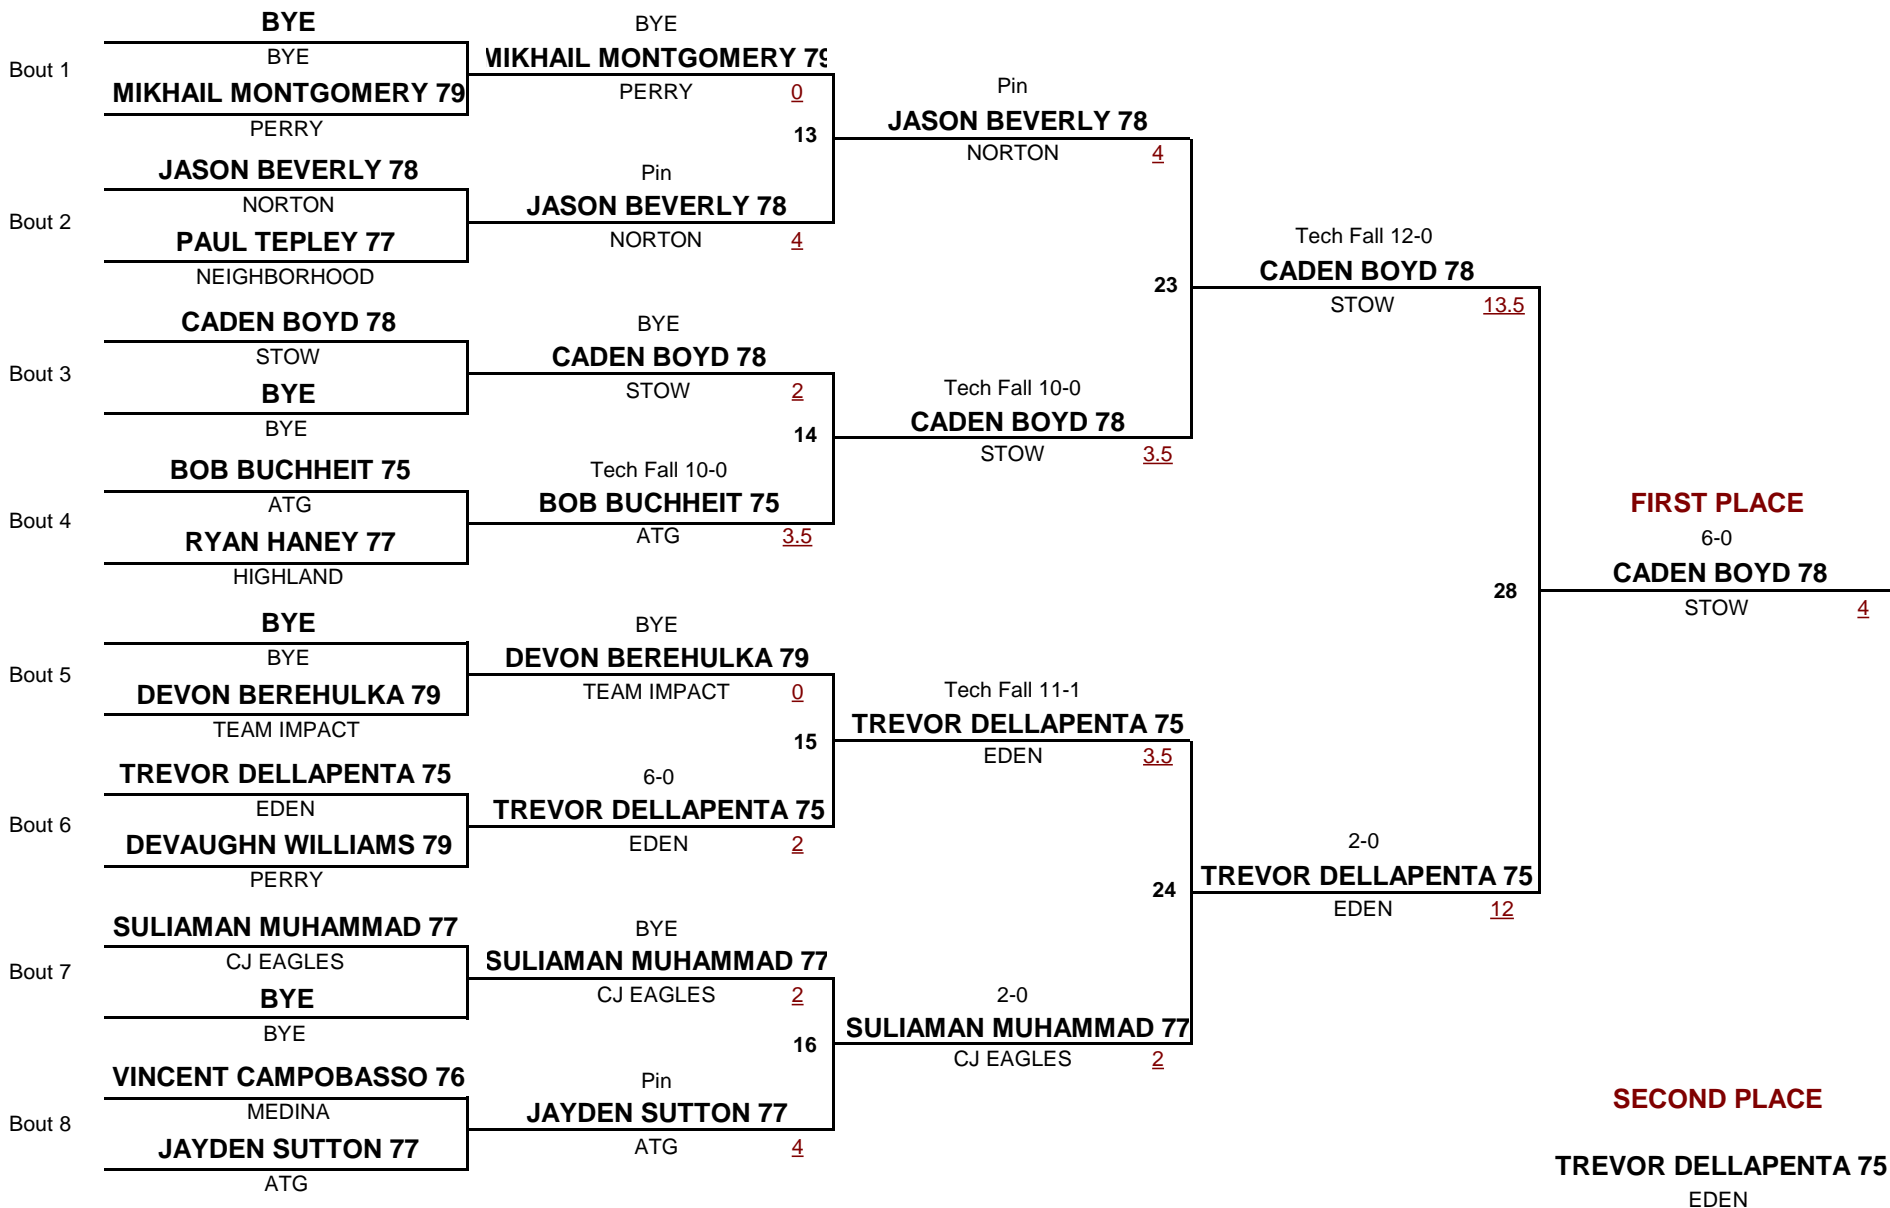 BYE
BYE
Bout 1
MIKHAIL MONTGOMERY 79
PERRY
JASON BEVERLY 78
NORTON
Bout 2
PAUL TEPLEY 77
NEIGHBORHOOD
CADEN BOYD 78
STOW
Bout 3
BYE
BYE
BOB BUCHHEIT 75
ATG
Bout 4
RYAN HANEY 77
HIGHLAND
BYE
BYE
Bout 5
DEVON BEREHULKA 79
TEAM IMPACT
TREVOR DELLAPENTA 75
EDEN
Bout 6
DEVAUGHN WILLIAMS 79
PERRY
SULIAMAN MUHAMMAD 77
CJ EAGLES
Bout 7
BYE
BYE
VINCENT CAMPOBASSO 76
MEDINA
Bout 8
JAYDEN SUTTON 77
ATG
BYE
MIKHAIL MONTGOMERY 79
PERRY 0
13
Pin
JASON BEVERLY 78
NORTON 4
BYE
CADEN BOYD 78
STOW 2
14
Tech Fall 10-0
BOB BUCHHEIT 75
ATG 3.5
BYE
DEVON BEREHULKA 79
TEAM IMPACT 0
15
6-0
TREVOR DELLAPENTA 75
EDEN 2
BYE
SULIAMAN MUHAMMAD 77
CJ EAGLES 2
16
Pin
JAYDEN SUTTON 77
ATG 4
Pin
JASON BEVERLY 78
NORTON 4
23
Tech Fall 10-0
CADEN BOYD 78
STOW 3.5
Tech Fall 11-1
TREVOR DELLAPENTA 75
EDEN 3.5
24
2-0
SULIAMAN MUHAMMAD 77
CJ EAGLES 2
Tech Fall 12-0
CADEN BOYD 78
STOW 13.5
28
2-0
TREVOR DELLAPENTA 75
EDEN 12
FIRST PLACE
6-0
CADEN BOYD 78
STOW 4
SECOND PLACE
TREVOR DELLAPENTA 75
EDEN